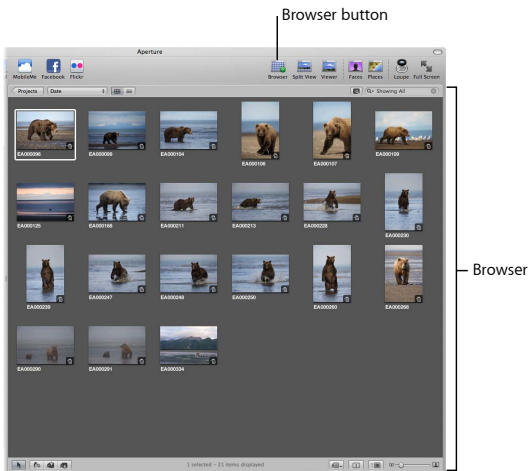 Browser button
Aperture
MobileMe Facebook Flickr Browser Split View Viewer Faces Places Loupe Full Screen
Projects Date Showing All
EA000098 EA000099 EA000104 EA000106 EA000107 EA000109
EA000125 EA000168 EA000211 EA000213 EA000228 EA000230
EA000239 EA000247 EA000248 EA000250 EA000260 EA000268
EA000290 EA000291 EA000334
Browser
1 selected - 21 items displayed